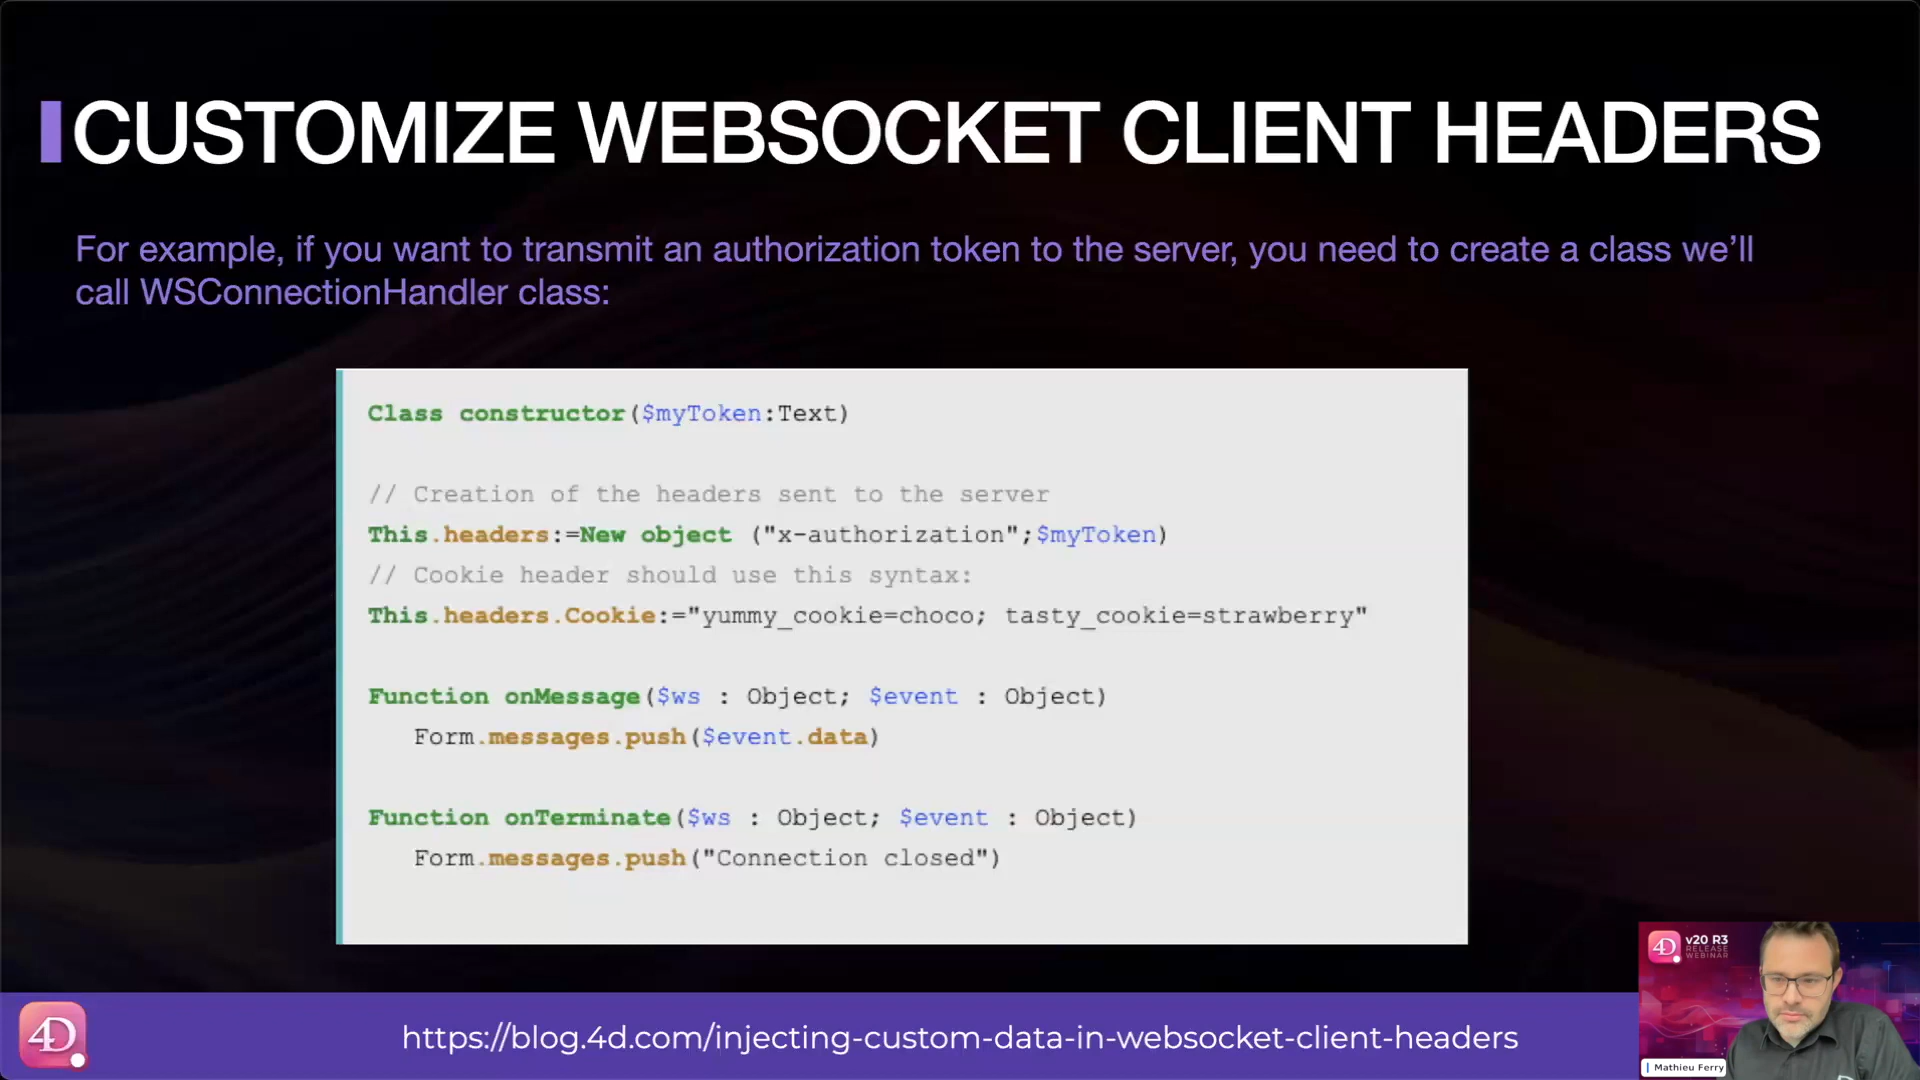 CUSTOMIZE WEBSOCKET CLIENT HEADERS
For example, if you want to transmit an authorization token to the server, you need to create a class we’ll
call WSConnectionHandler class:
Class constructor($myToken:Text)
// Creation of the headers sent to the server
This.headers:=New object ("x-authorization";$myToken)
// Cookie header should use this syntax:
This.headers.Cookie:="yummy_cookie=choco; tasty_cookie=strawberry"
Function onMessage($ws : Object; $event : Object)
Form.messages.push($event.data)
Function onTerminate($ws : Object; $event : Object)
Form.messages.push("Connection closed")
4D
https://blog.4d.com/injecting-custom-data-in-websocket-client-headers
4D
v20 R3
RELEASE
WEBINAR
Mathieu Ferry